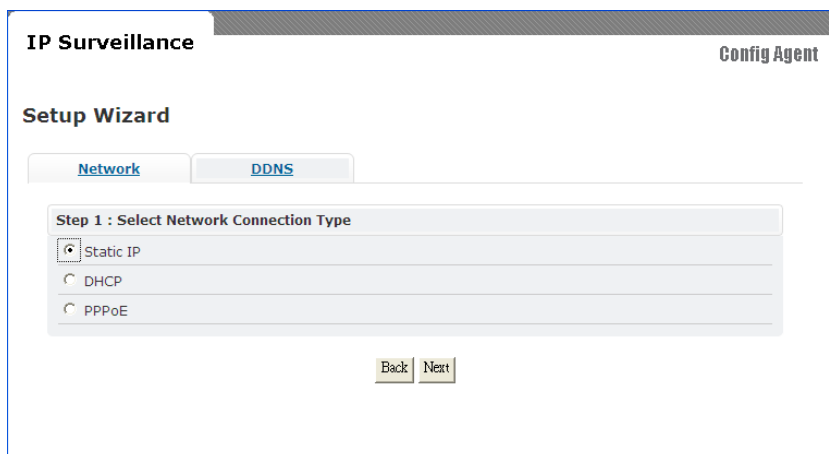 IP Surveillance
Config Agent
Setup Wizard
Network DDNS
Step 1 : Select Network Connection Type
Static IP
DHCP
PPPoE
Back Next